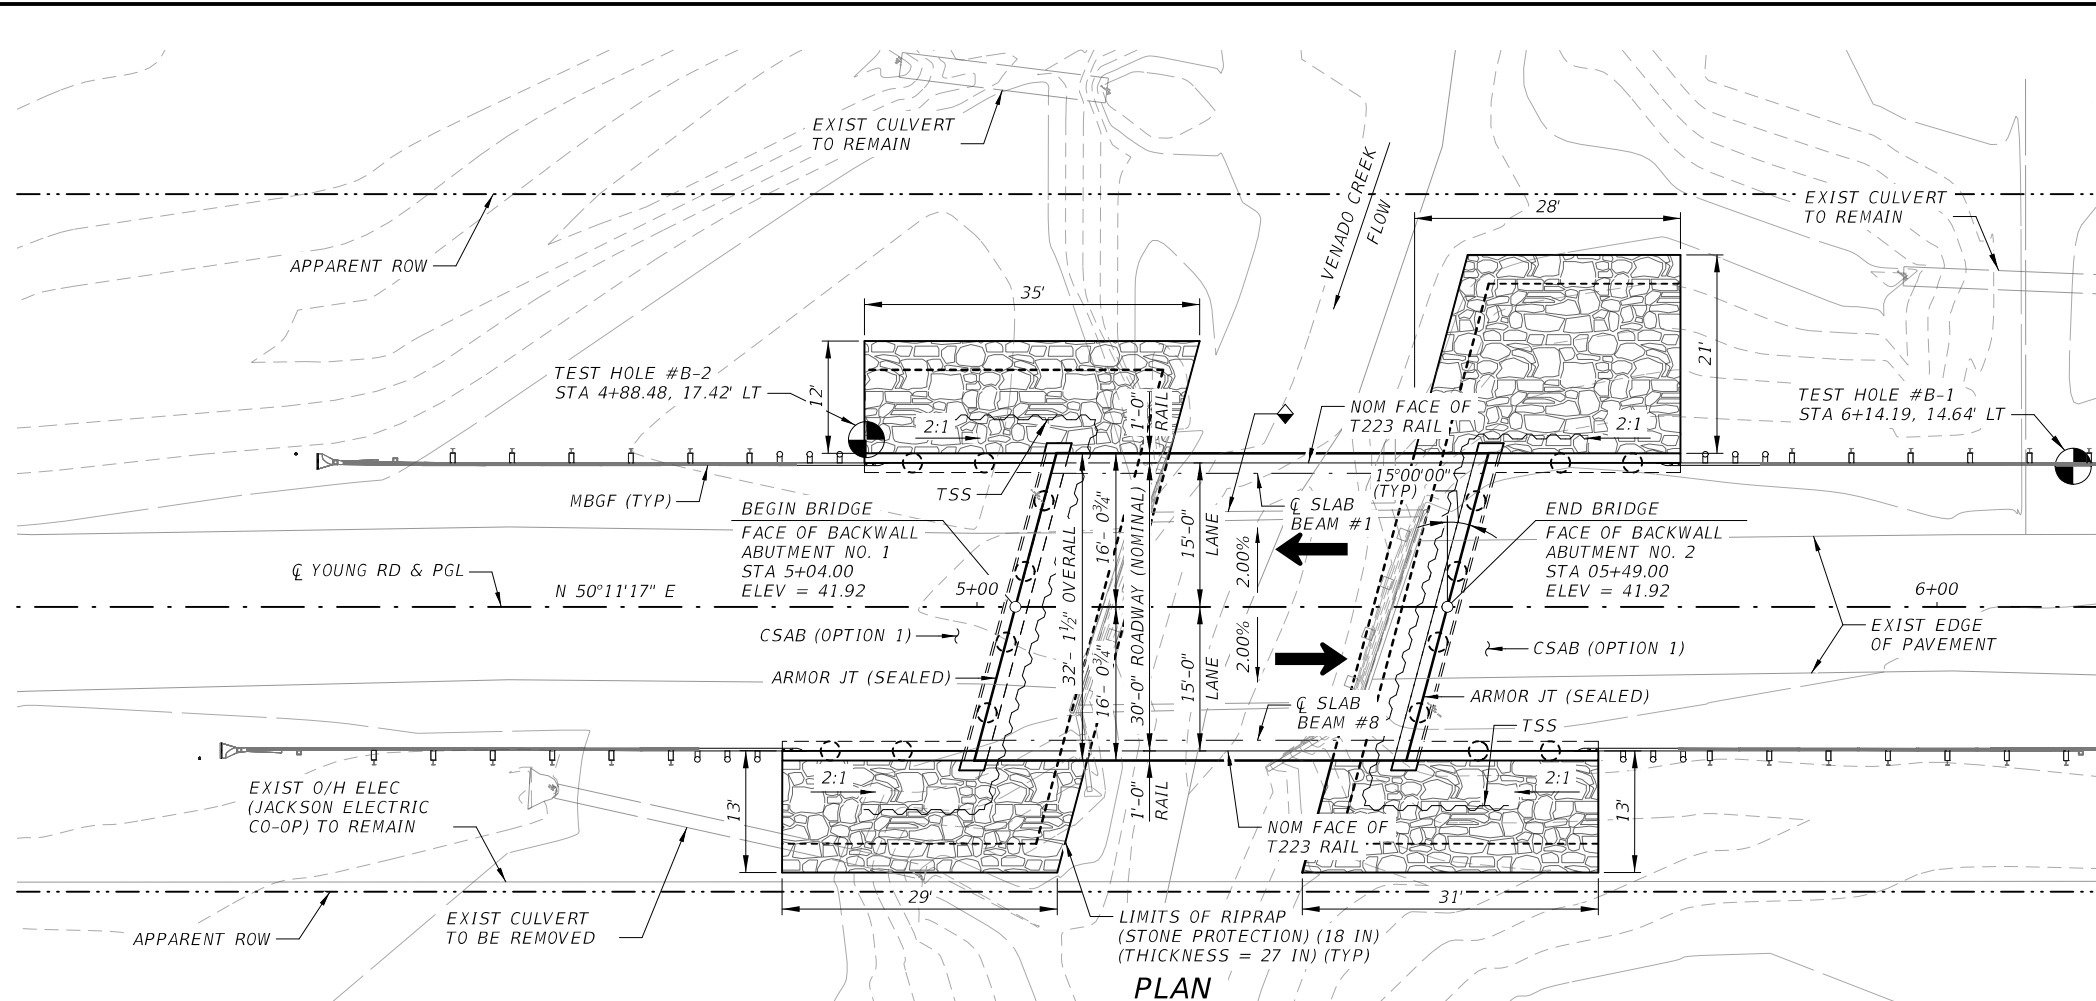 EXIST CULVERT
TO REMAIN
VENADO CREEK
FLOW
EXIST CULVERT
TO REMAIN
28'
APPARENT ROW
35'
21'
12'
TEST HOLE #B-2
STA 4+88.48, 17.42' LT
TEST HOLE #B-1
STA 6+14.19, 14.64' LT
2:1
1'-0"
RAIL
NOM FACE OF
T223 RAIL
2:1
MBGF (TYP)
TSS
15°00'00"
(TYP)
BEGIN BRIDGE
FACE OF BACKWALL
ABUTMENT NO. 1
STA 5+04.00
ELEV = 41.92
℄ SLAB
BEAM #1
END BRIDGE
FACE OF BACKWALL
ABUTMENT NO. 2
STA 05+49.00
ELEV = 41.92
℄ YOUNG RD & PGL
N 50°11'17" E
5+00
6+00
32'- 1½" OVERALL
16'- 0¾"
16'- 0¾"
30'-0" ROADWAY (NOMINAL)
15'-0"
LANE
15'-0"
LANE
2.00%
2.00%
CSAB (OPTION 1)
CSAB (OPTION 1)
EXIST EDGE
OF PAVEMENT
ARMOR JT (SEALED)
ARMOR JT (SEALED)
℄ SLAB
BEAM #8
TSS
2:1
2:1
EXIST O/H ELEC
(JACKSON ELECTRIC
CO-OP) TO REMAIN
13'
1'-0"
RAIL
13'
NOM FACE OF
T223 RAIL
29'
31'
EXIST CULVERT
TO BE REMOVED
APPARENT ROW
LIMITS OF RIPRAP
(STONE PROTECTION) (18 IN)
(THICKNESS = 27 IN) (TYP)
PLAN